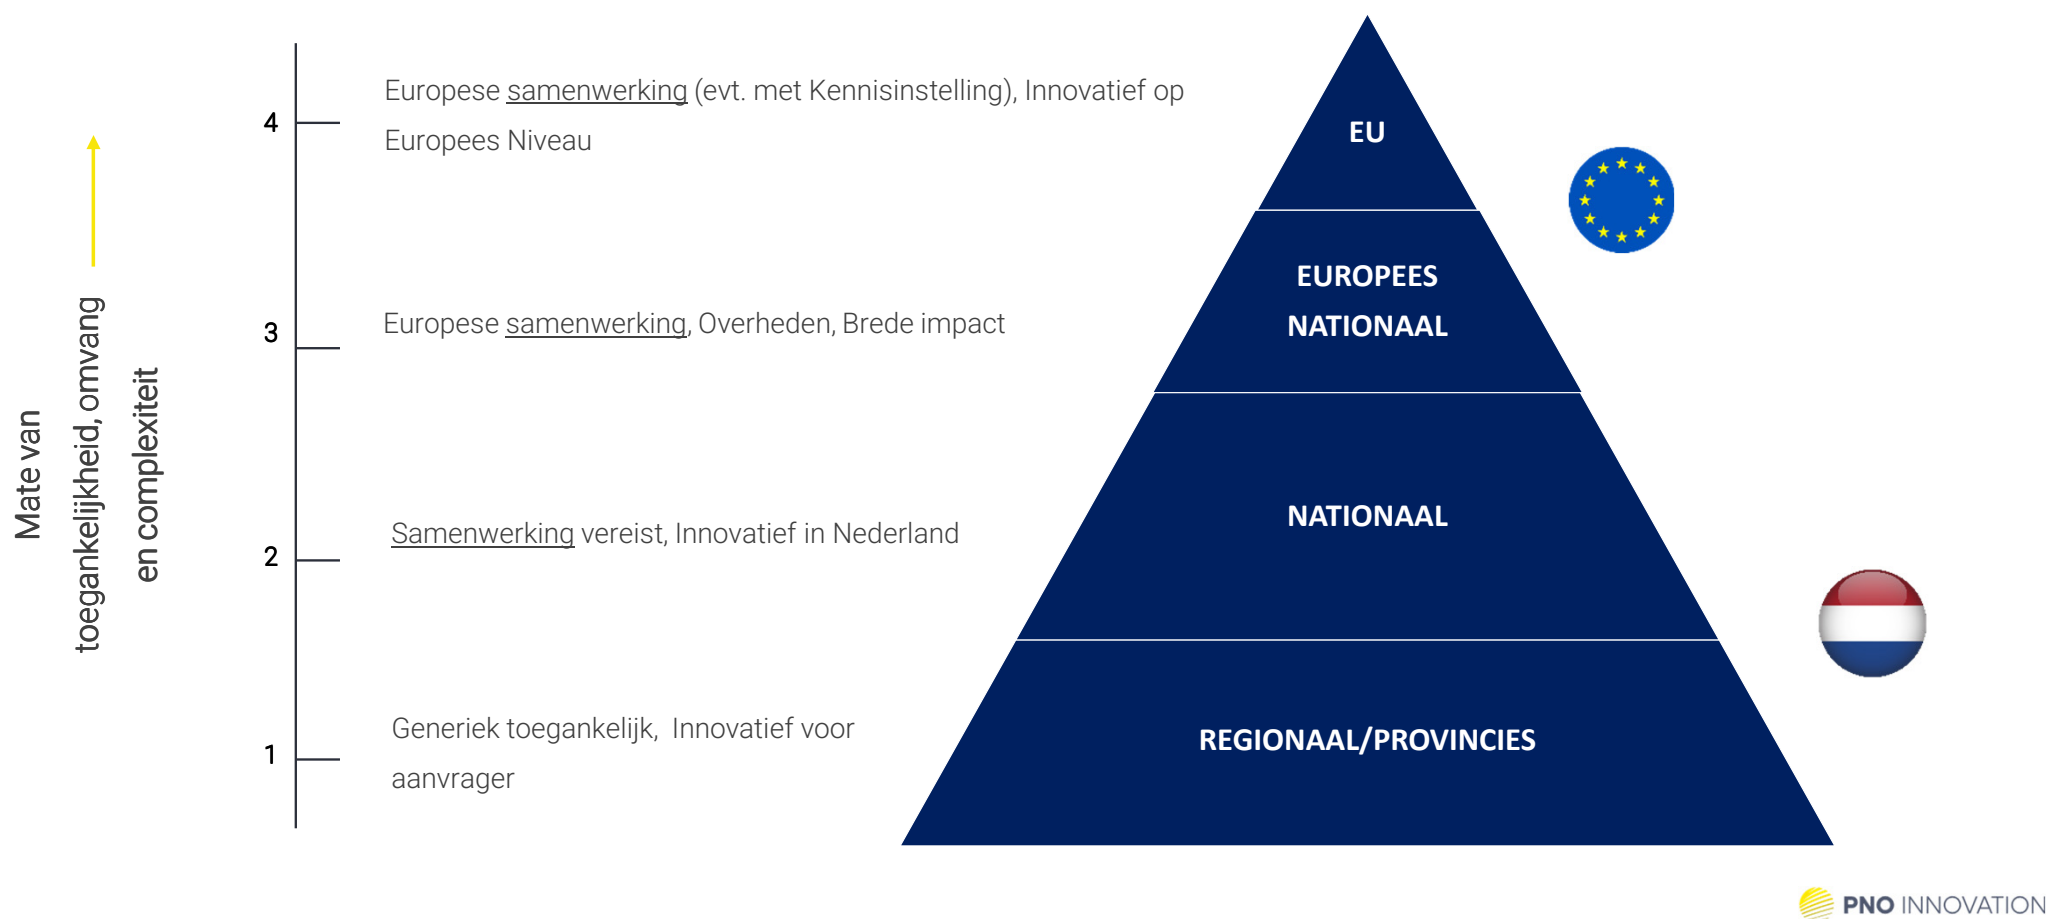 Mate van
toegankelijkheid, omvang
en complexiteit
4
Europese samenwerking (evt. met Kennisinstelling), Innovatief op
Europees Niveau
EU
3
Europese samenwerking, Overheden, Brede impact
EUROPEES
NATIONAAL
2
Samenwerking vereist, Innovatief in Nederland
NATIONAAL
1
Generiek toegankelijk, Innovatief voor
aanvrager
REGIONAAL/PROVINCIES
PNO INNOVATION